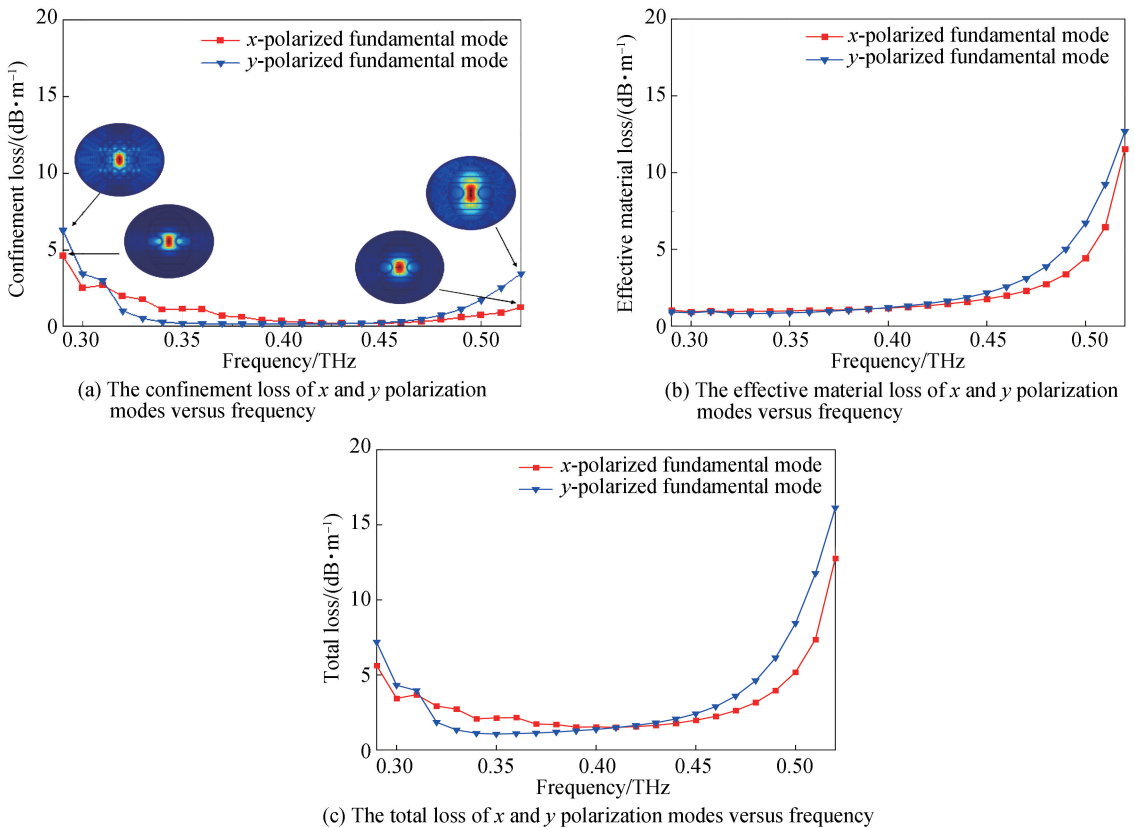 20
15
10
5
0
Confinement loss/(dB·m⁻¹)
x-polarized fundamental mode
y-polarized fundamental mode
0.30 0.35 0.40 0.45 0.50
Frequency/THz
(a) The confinement loss of x and y polarization
modes versus frequency
20
15
10
5
0
Effective material loss/(dB·m⁻¹)
x-polarized fundamental mode
y-polarized fundamental mode
0.30 0.35 0.40 0.45 0.50
Frequency/THz
(b) The effective material loss of x and y polarization
modes versus frequency
20
15
10
5
0
Total loss/(dB·m⁻¹)
x-polarized fundamental mode
y-polarized fundamental mode
0.30 0.35 0.40 0.45 0.50
Frequency/THz
(c) The total loss of x and y polarization modes versus frequency